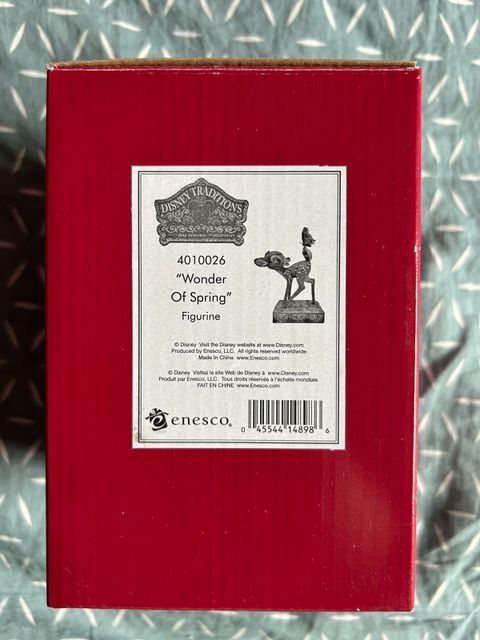 DISNEY TRADITIONS
4010026
"Wonder
Of Spring"
Figurine
© Disney Visit the Disney website at www.Disney.com
Produced by Enesco, LLC. All rights reserved worldwide
Made In China www.Enesco.com
© Disney Visitez le site Web de Disney à www.Disney.com
Produit par Enesco, LLC. Tous droits réservés à l'échelle mondiale
FAIT EN CHINE www.Enesco.com
enesco®
0 45544 14898 6